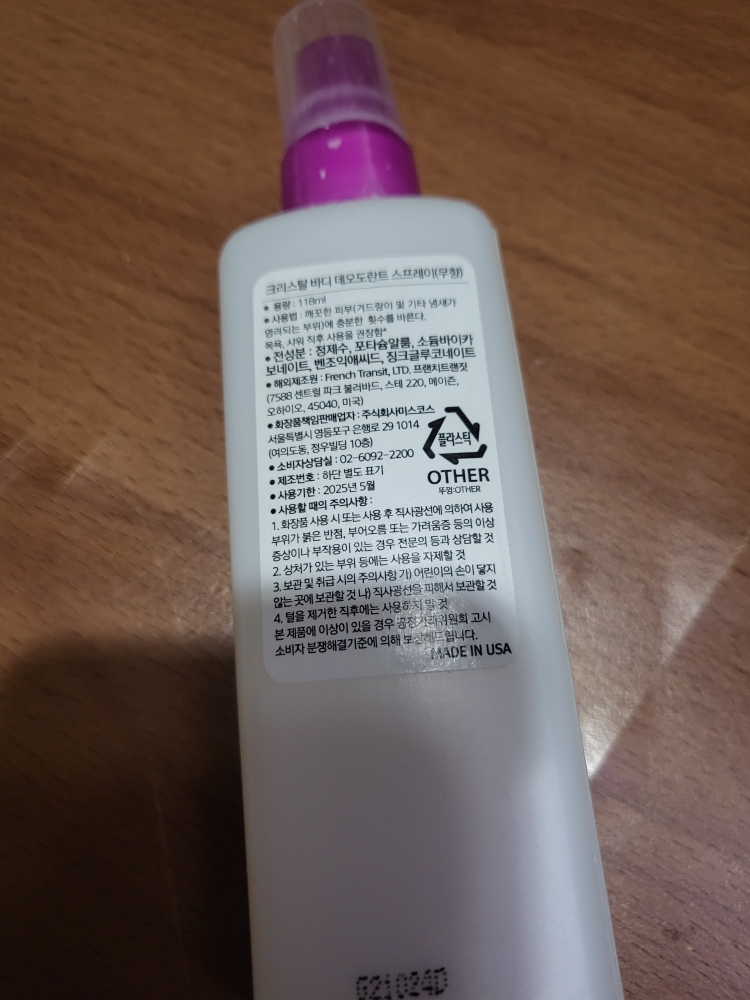 크리스탈 바디 데오도란트 스프레이(무향)
• 용량 : 118ml
• 사용법 : 깨끗한 피부(겨드랑이 및 기타 냄새가
염려되는 부위)에 충분한 횟수를 바른다.
목욕, 샤워 직후 사용을 권장함*
• 전성분 : 정제수, 포타슘알룸, 소듐바이카
보네이트, 벤조익애씨드, 징크글루코네이트
• 해외제조원 : French Transit, LTD. 프랜치트랜짓
(7588 센트럴 파크 불러바드, 스테 220, 메이즌,
오하이오, 45040, 미국)
• 화장품책임판매업자 : 주식회사미스코스
서울특별시 영등포구 은행로 29 1014
(여의도동, 정우빌딩 10층)
• 소비자상담실 : 02-6092-2200
• 제조번호 : 하단 별도 표기
• 사용기한 : 2025년 5월
플라스틱
OTHER
뚜껑:OTHER
• 사용할 때의 주의사항 :
1. 화장품 사용 시 또는 사용 후 직사광선에 의하여 사용
부위가 붉은 반점, 부어오름 또는 가려움증 등의 이상
증상이나 부작용이 있는 경우 전문의 등과 상담할 것
2. 상처가 있는 부위 등에는 사용을 자제할 것
3. 보관 및 취급 시의 주의사항 가) 어린이의 손이 닿지
않는 곳에 보관할 것 나) 직사광선을 피해서 보관할 것
4. 털을 제거한 직후에는 사용하지 말 것
본 제품에 이상이 있을 경우 공정거래위원회 고시
소비자 분쟁해결기준에 의해 보상해드립니다.
MADE IN USA
G21024D